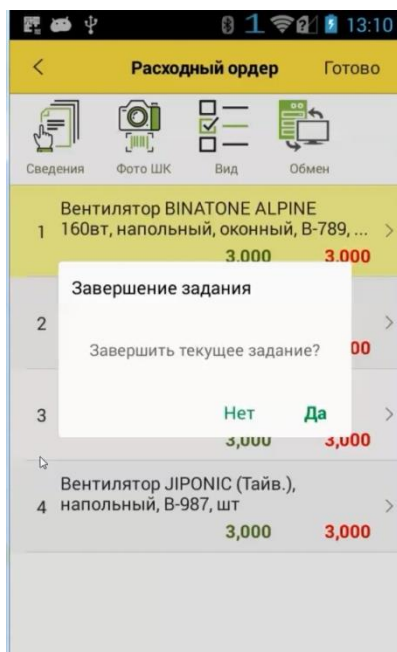 1 13:10
Расходный ордер Готово
Сведения Фото ШК Вид Обмен
Вентилятор BINATONE ALPINE
1 160вт, напольный, оконный, В-789, ...
3,000 3,000
Завершение задания
2
Завершить текущее задание?
00
3
Нет Да
3,000 3,000
Вентилятор JIPONIC (Тайв.),
4 напольный, В-987, шт
3,000 3,000